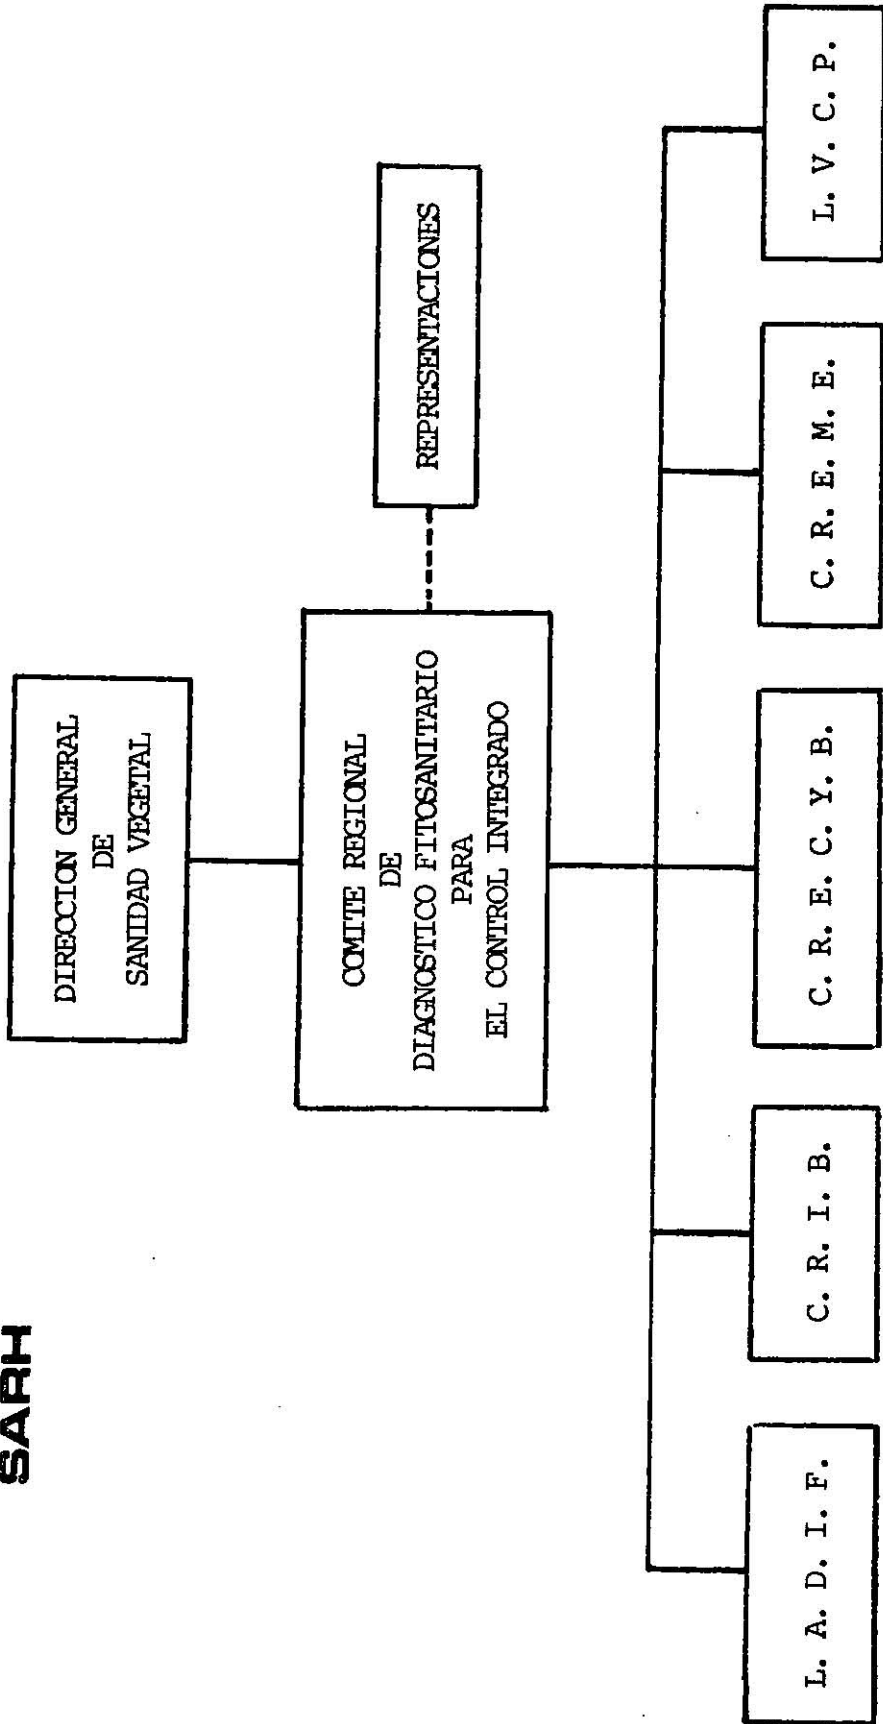 SARH
DIRECCION GENERAL
DE
SANIDAD VEGETAL
COMITE REGIONAL
DE
DIAGNOSTICO FITOSANITARIO
PARA
EL CONTROL INTEGRADO
REPRESENTACIONES
L. A. D. I. F.
C. R. I. B.
C. R. E. C. Y. B.
C. R. E. M. E.
L. V. C. P.